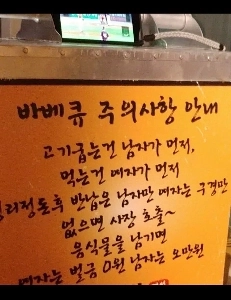 바베큐 주의사항 안내
고기굽는건 남자가 먼저,
먹는건 여자가 먼저
정리정돈후 반납은 남자만 여자는 구경만
없으면 사장 호출~
음식물을 남기면
여자는 벌금 0원 남자는 오만원